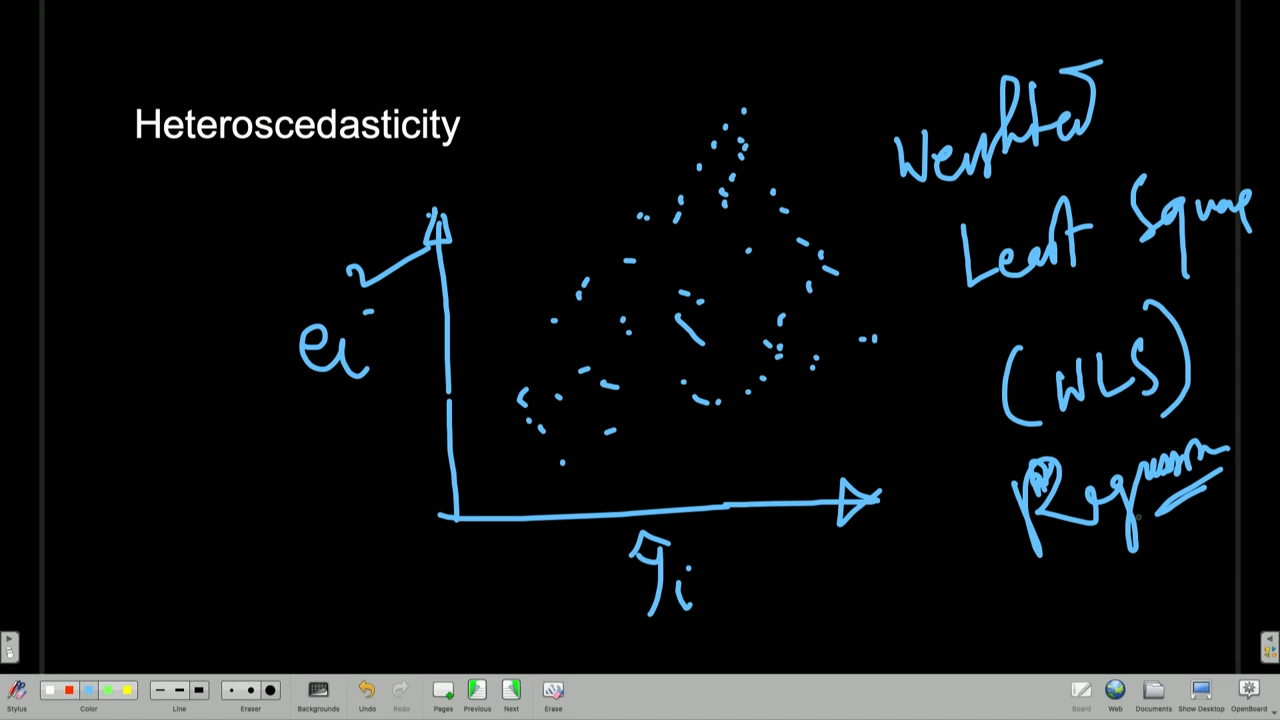 Heteroscedasticity
Weighted
Least Square
(WLS)
Regression
ei
ŷi
Stylus
Color
Line
Eraser
Backgrounds
Undo
Redo
Pages
Previous
Next
Erase
Board
Web
Documents
Show Desktop
OpenBoard